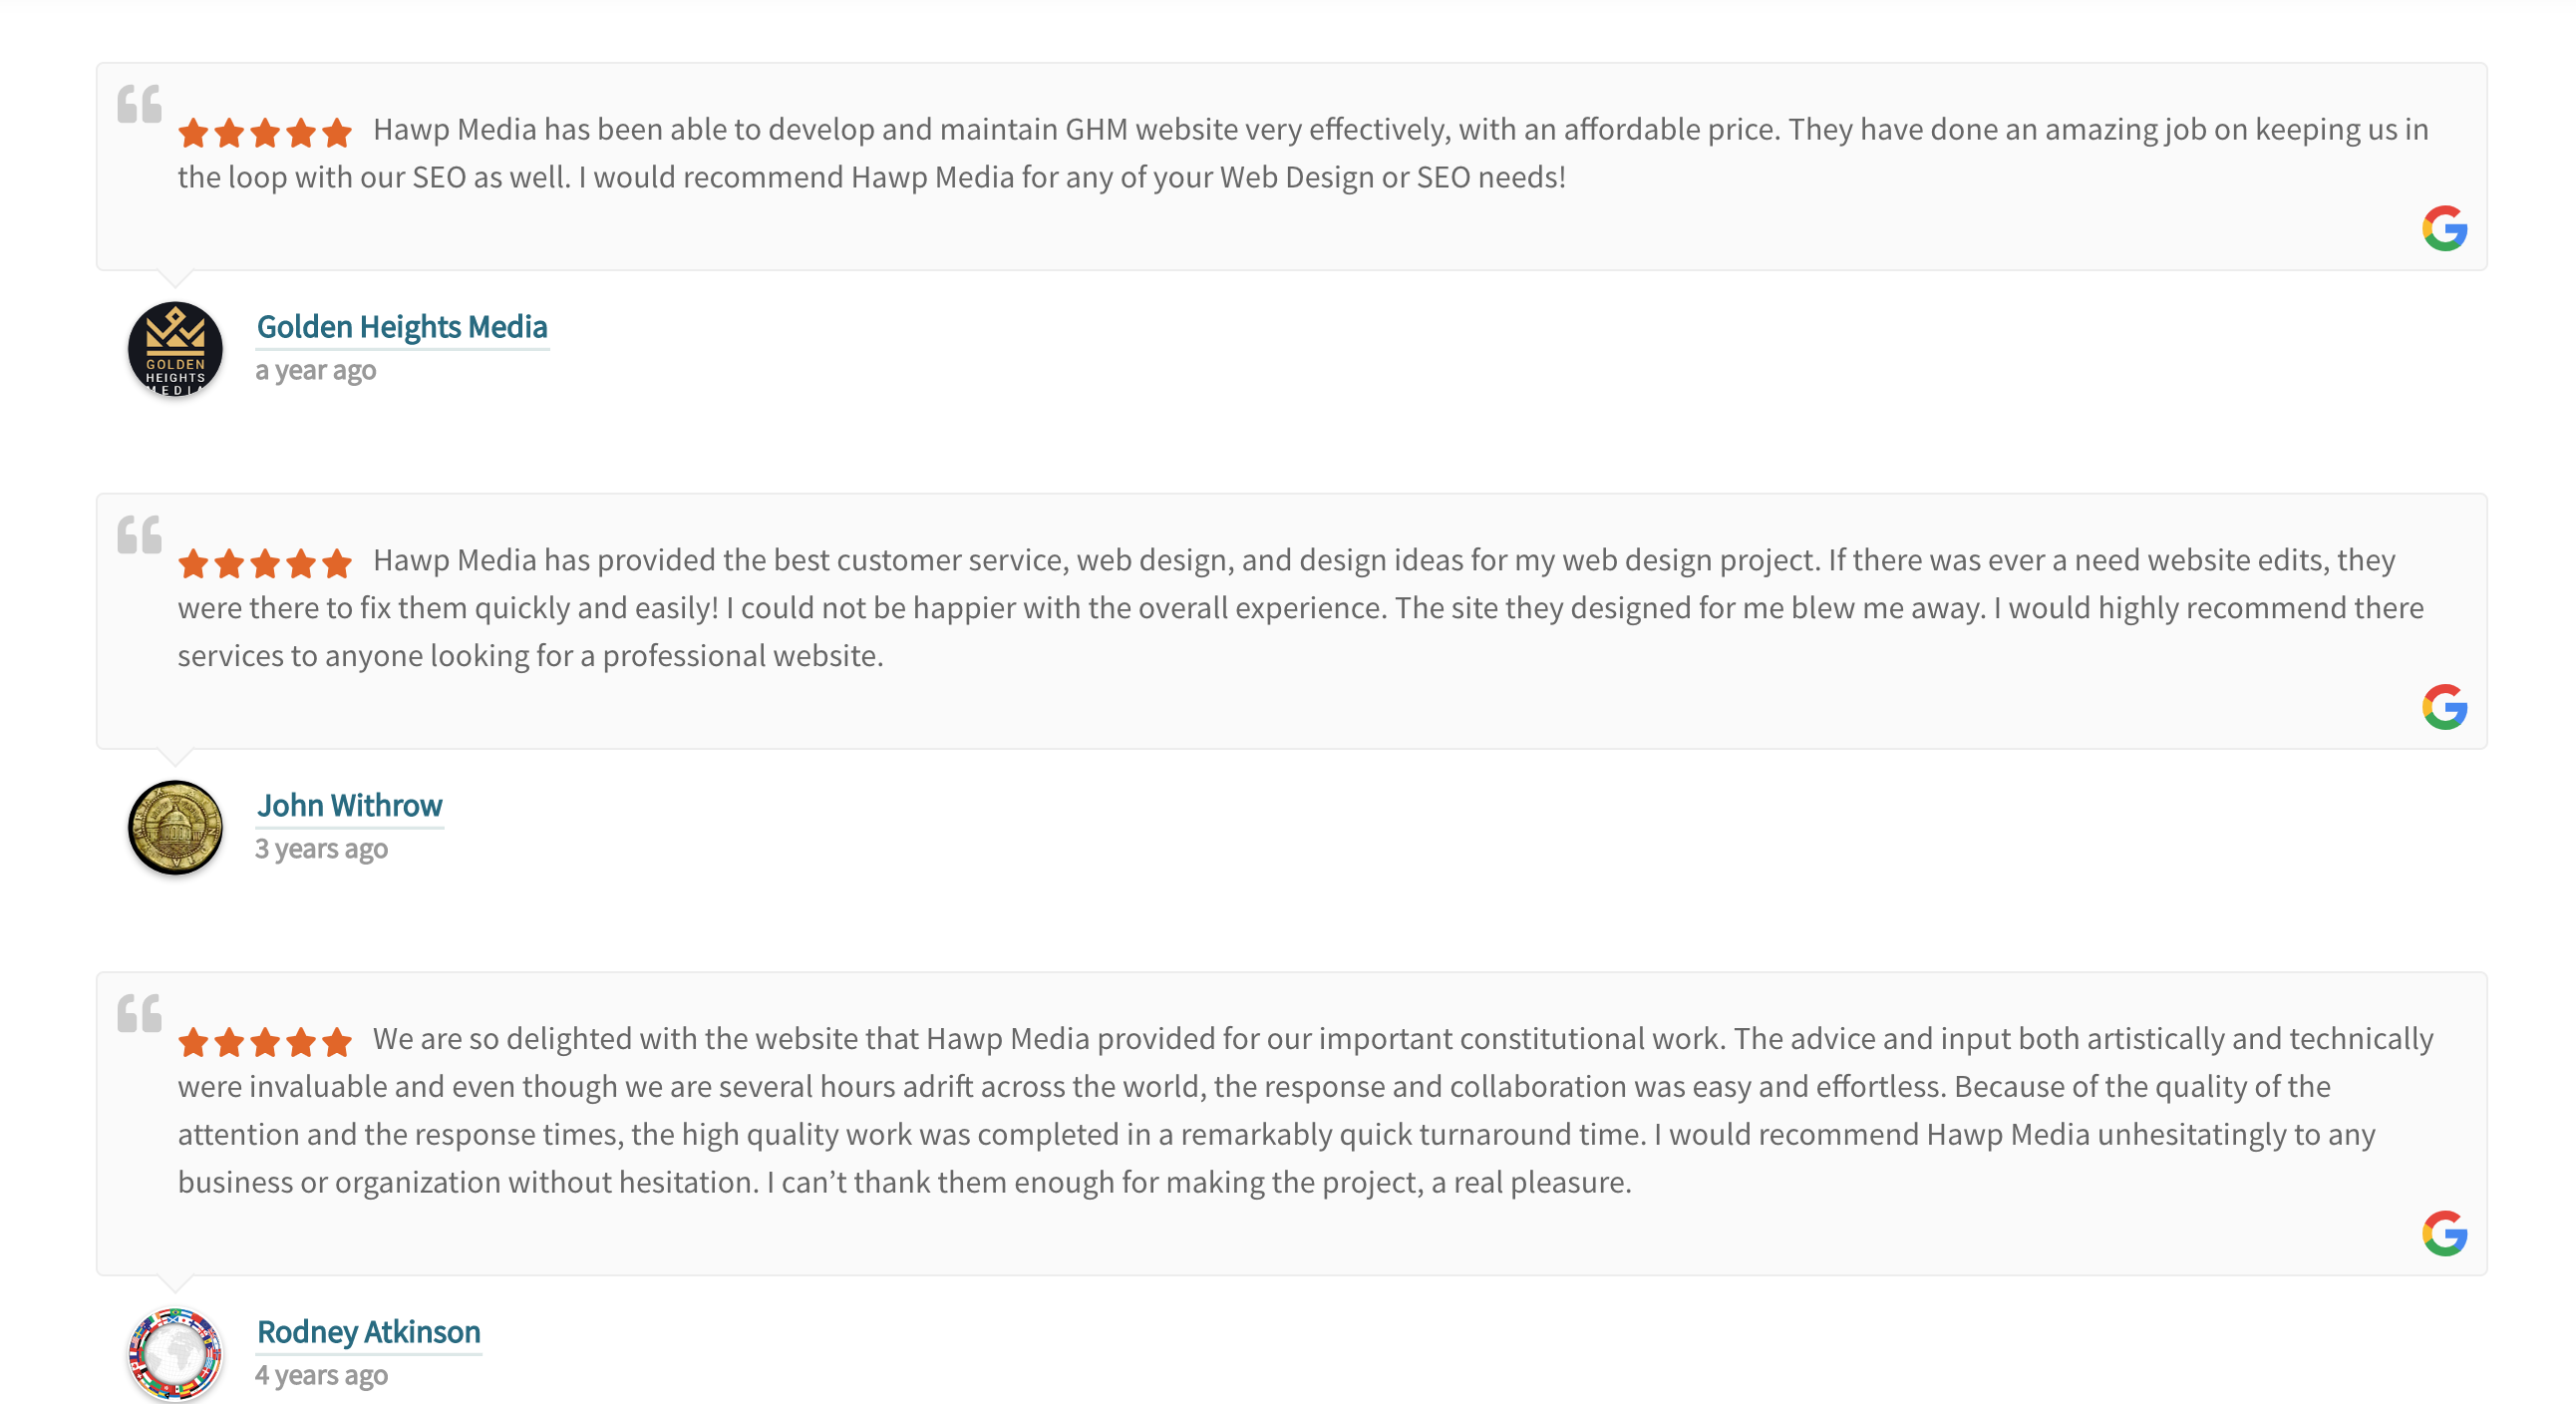 Hawp Media has been able to develop and maintain GHM website very effectively, with an affordable price. They have done an amazing job on keeping us in
the loop with our SEO as well. I would recommend Hawp Media for any of your Web Design or SEO needs!
GOLDEN
HEIGHTS
MEDIA
Golden Heights Media
a year ago
Hawp Media has provided the best customer service, web design, and design ideas for my web design project. If there was ever a need website edits, they
were there to fix them quickly and easily! I could not be happier with the overall experience. The site they designed for me blew me away. I would highly recommend there
services to anyone looking for a professional website.
John Withrow
3 years ago
We are so delighted with the website that Hawp Media provided for our important constitutional work. The advice and input both artistically and technically
were invaluable and even though we are several hours adrift across the world, the response and collaboration was easy and effortless. Because of the quality of the
attention and the response times, the high quality work was completed in a remarkably quick turnaround time. I would recommend Hawp Media unhesitatingly to any
business or organization without hesitation. I can’t thank them enough for making the project, a real pleasure.
Rodney Atkinson
4 years ago